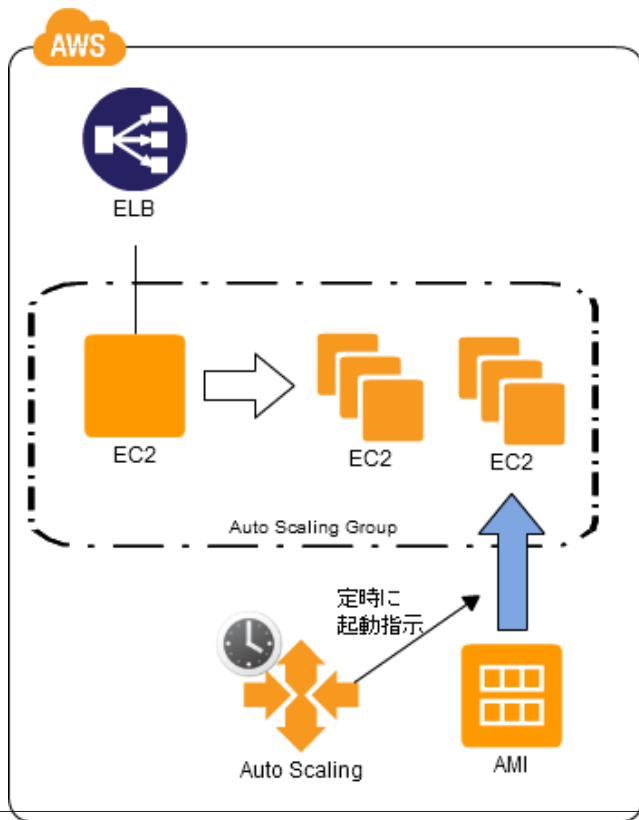 AWS
ELB
EC2
EC2
EC2
Auto Scaling Group
定時に
起動指示
Auto Scaling
AMI